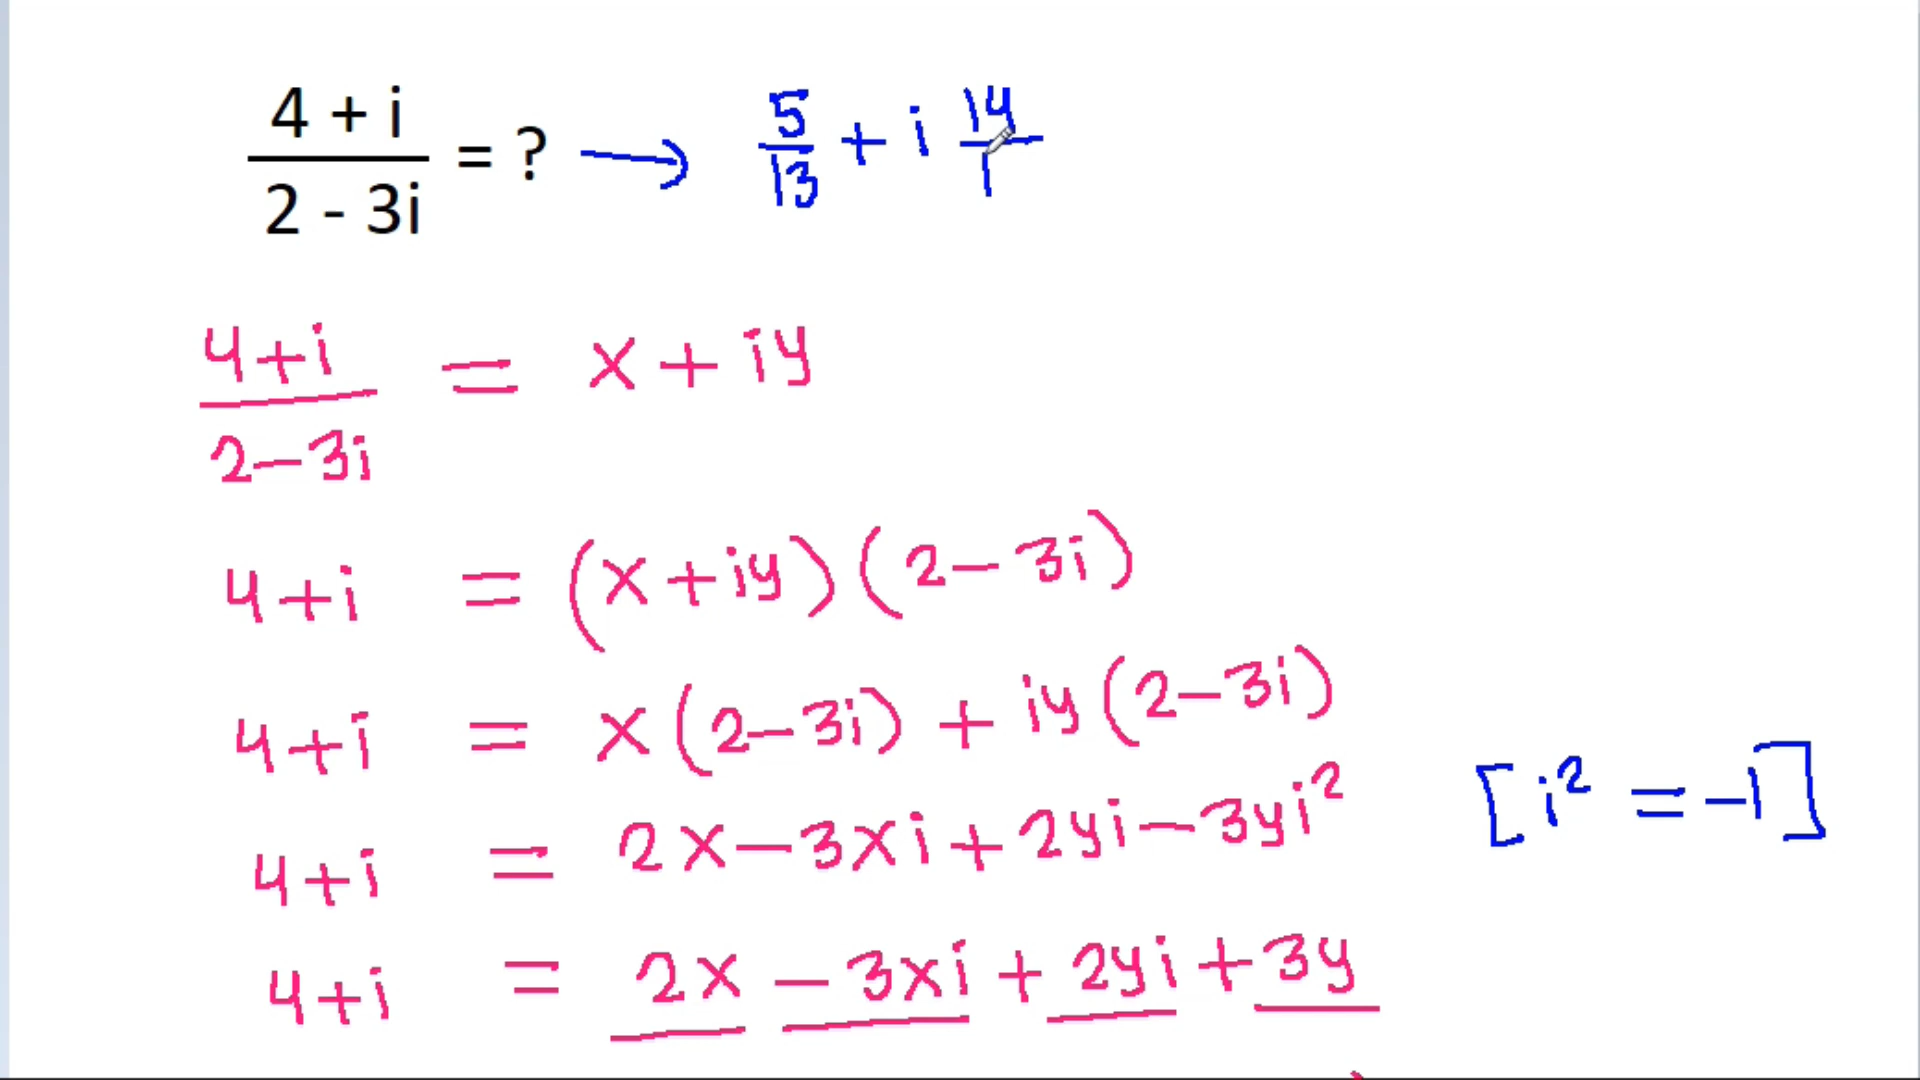 4 + i / 2 - 3i = ? → 5/13 + i 14/1
4+i / 2-3i = x + iy
4+i = (x+iy)(2-3i)
4+i = x(2-3i) + iy(2-3i)
4+i = 2x-3xi+2yi-3yi² [i² = -1]
4+i = 2x - 3xi + 2yi + 3y